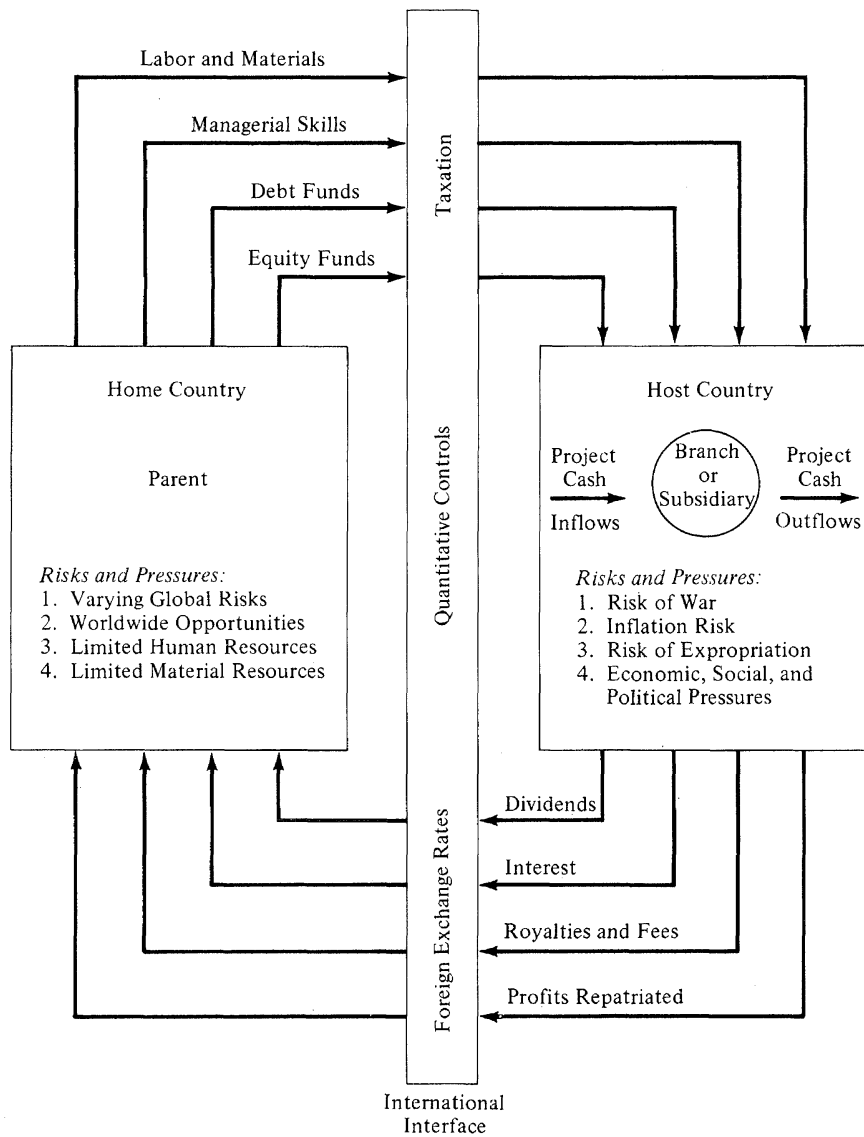 Labor and Materials
Managerial Skills
Debt Funds
Equity Funds
Taxation
Quantitative Controls
Foreign Exchange Rates
Home Country
Parent
Risks and Pressures:
1. Varying Global Risks
2. Worldwide Opportunities
3. Limited Human Resources
4. Limited Material Resources
Host Country
Project
Cash
Inflows
Branch
or
Subsidiary
Project
Cash
Outflows
Risks and Pressures:
1. Risk of War
2. Inflation Risk
3. Risk of Expropriation
4. Economic, Social, and
Political Pressures
Dividends
Interest
Royalties and Fees
Profits Repatriated
International
Interface